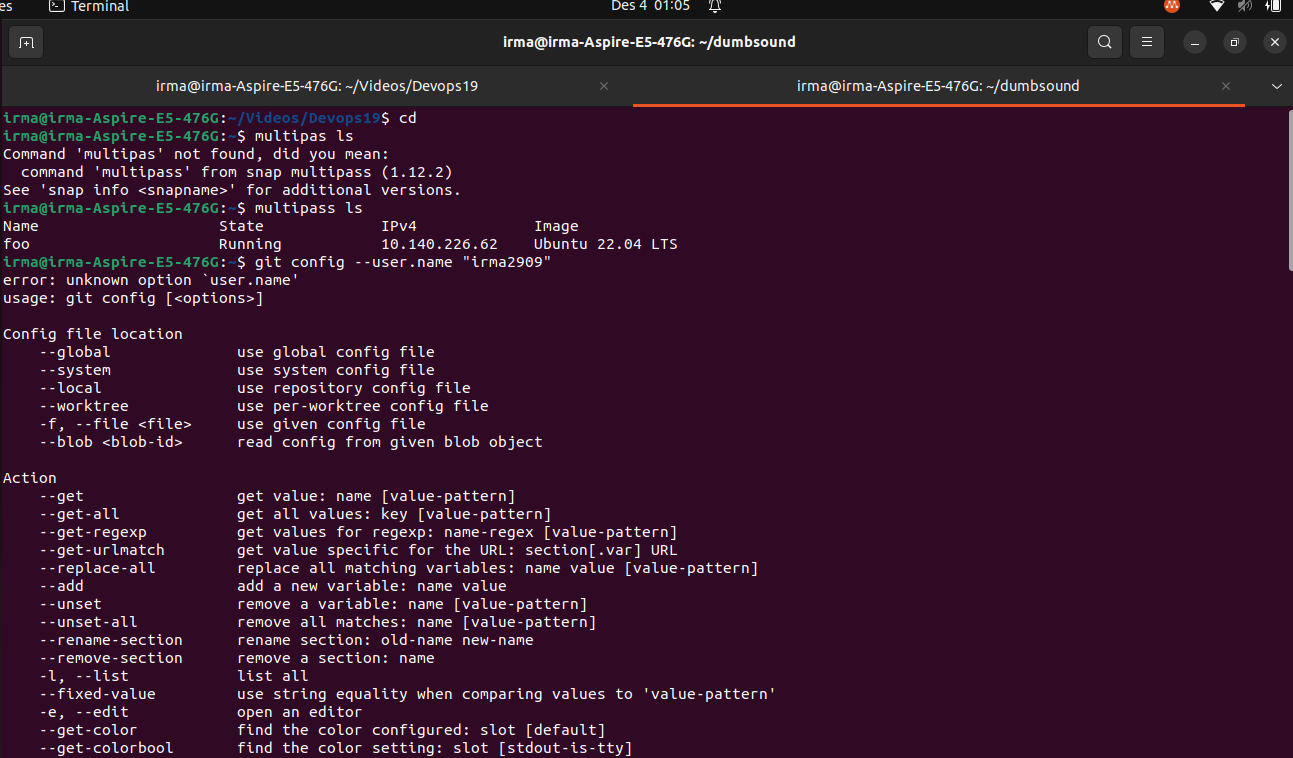 es Terminal Des 4 01:05
irma@irma-Aspire-E5-476G: ~/dumbsound
irma@irma-Aspire-E5-476G: ~/Videos/Devops19 irma@irma-Aspire-E5-476G: ~/dumbsound
irma@irma-Aspire-E5-476G:~/Videos/Devops19$ cd
irma@irma-Aspire-E5-476G:~$ multipas ls
Command 'multipas' not found, did you mean:
  command 'multipass' from snap multipass (1.12.2)
See 'snap info <snapname>' for additional versions.
irma@irma-Aspire-E5-476G:~$ multipass ls
Name                    State             IPv4             Image
foo                     Running           10.140.226.62    Ubuntu 22.04 LTS
irma@irma-Aspire-E5-476G:~$ git config --user.name "irma2909"
error: unknown option `user.name'
usage: git config [<options>]

Config file location
    --global              use global config file
    --system              use system config file
    --local               use repository config file
    --worktree            use per-worktree config file
    -f, --file <file>     use given config file
    --blob <blob-id>      read config from given blob object

Action
    --get                 get value: name [value-pattern]
    --get-all             get all values: key [value-pattern]
    --get-regexp          get values for regexp: name-regex [value-pattern]
    --get-urlmatch        get value specific for the URL: section[.var] URL
    --replace-all         replace all matching variables: name value [value-pattern]
    --add                 add a new variable: name value
    --unset               remove a variable: name [value-pattern]
    --unset-all           remove all matches: name [value-pattern]
    --rename-section      rename section: old-name new-name
    --remove-section      remove a section: name
    -l, --list            list all
    --fixed-value         use string equality when comparing values to 'value-pattern'
    -e, --edit            open an editor
    --get-color           find the color configured: slot [default]
    --get-colorbool       find the color setting: slot [stdout-is-tty]